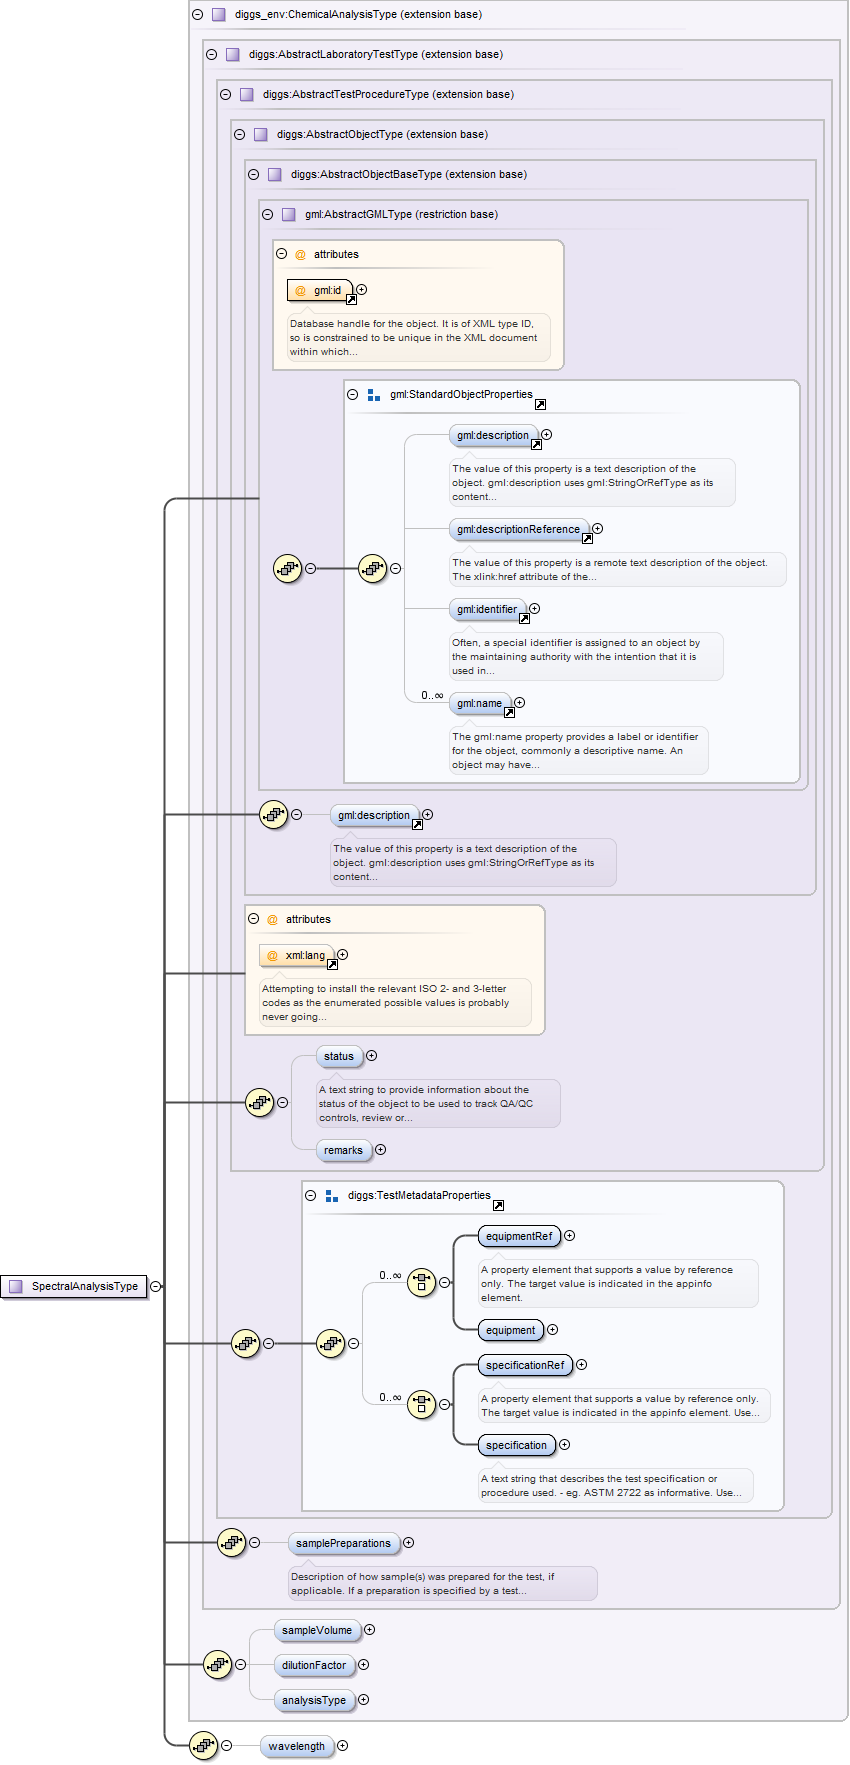 diggs_env:ChemicalAnalysisType (extension base)
diggs:AbstractLaboratoryTestType (extension base)
diggs:AbstractTestProcedureType (extension base)
diggs:AbstractObjectType (extension base)
diggs:AbstractObjectBaseType (extension base)
gml:AbstractGMLType (restriction base)
@ attributes
@ gml:id
Database handle for the object. It is of XML type ID,
so is constrained to be unique in the XML document
within which...
gml:StandardObjectProperties
gml:description
The value of this property is a text description of the
object. gml:description uses gml:StringOrRefType as its
content...
gml:descriptionReference
The value of this property is a remote text description of the object.
The xlink:href attribute of the...
gml:identifier
Often, a special identifier is assigned to an object by
the maintaining authority with the intention that it is
used in...
0..∞
gml:name
The gml:name property provides a label or identifier
for the object, commonly a descriptive name. An
object may have...
gml:description
The value of this property is a text description of the
object. gml:description uses gml:StringOrRefType as its
content...
@ attributes
@ xml:lang
Attempting to install the relevant ISO 2- and 3-letter
codes as the enumerated possible values is probably
never going...
status
A text string to provide information about the
status of the object to be used to track QA/QC
controls, review or...
remarks
diggs:TestMetadataProperties
equipmentRef
0..∞
A property element that supports a value by reference
only. The target value is indicated in the appinfo
element.
SpectralAnalysisType
equipment
specificationRef
0..∞
A property element that supports a value by reference only.
The target value is indicated in the appinfo element. Use...
specification
A text string that describes the test specification or
procedure used. - eg. ASTM 2722 as informative. Use...
samplePreparations
Description of how sample(s) was prepared for the test, if
applicable. If a preparation is specified by a test...
sampleVolume
dilutionFactor
analysisType
wavelength